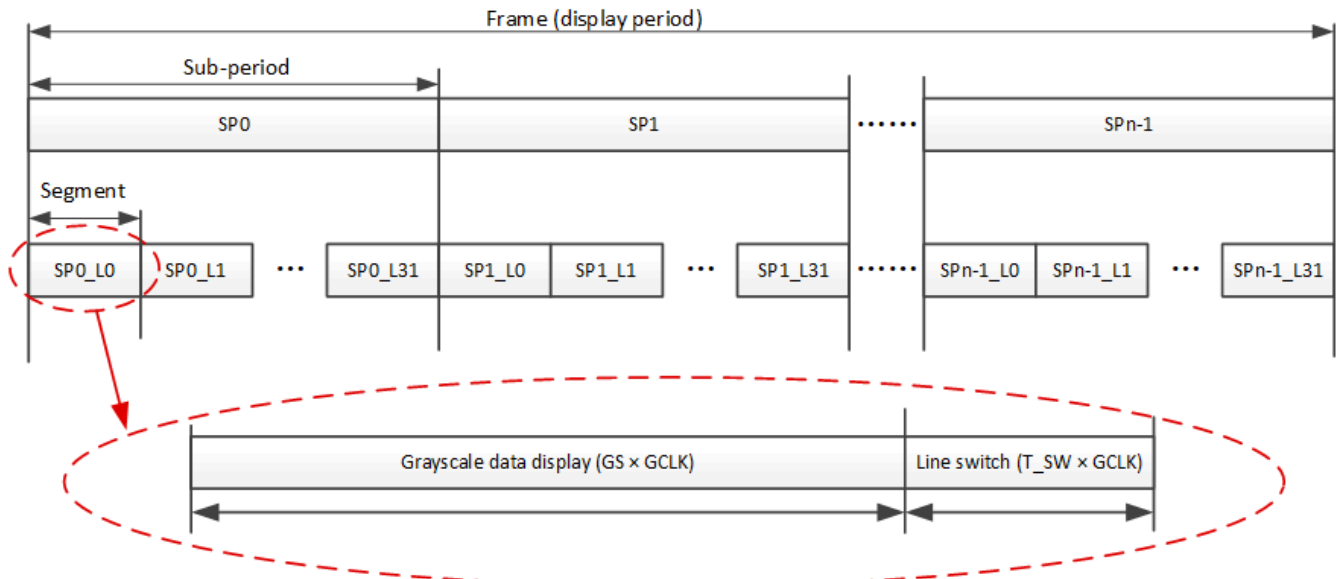 Frame (display period)
Sub-period
SP0 SP1 ...... SPn-1
Segment
SP0_L0 SP0_L1 ... SP0_L31 SP1_L0 SP1_L1 ... SP1_L31 ...... SPn-1_L0 SPn-1_L1 ... SPn-1_L31
Grayscale data display (GS × GCLK) Line switch (T_SW × GCLK)